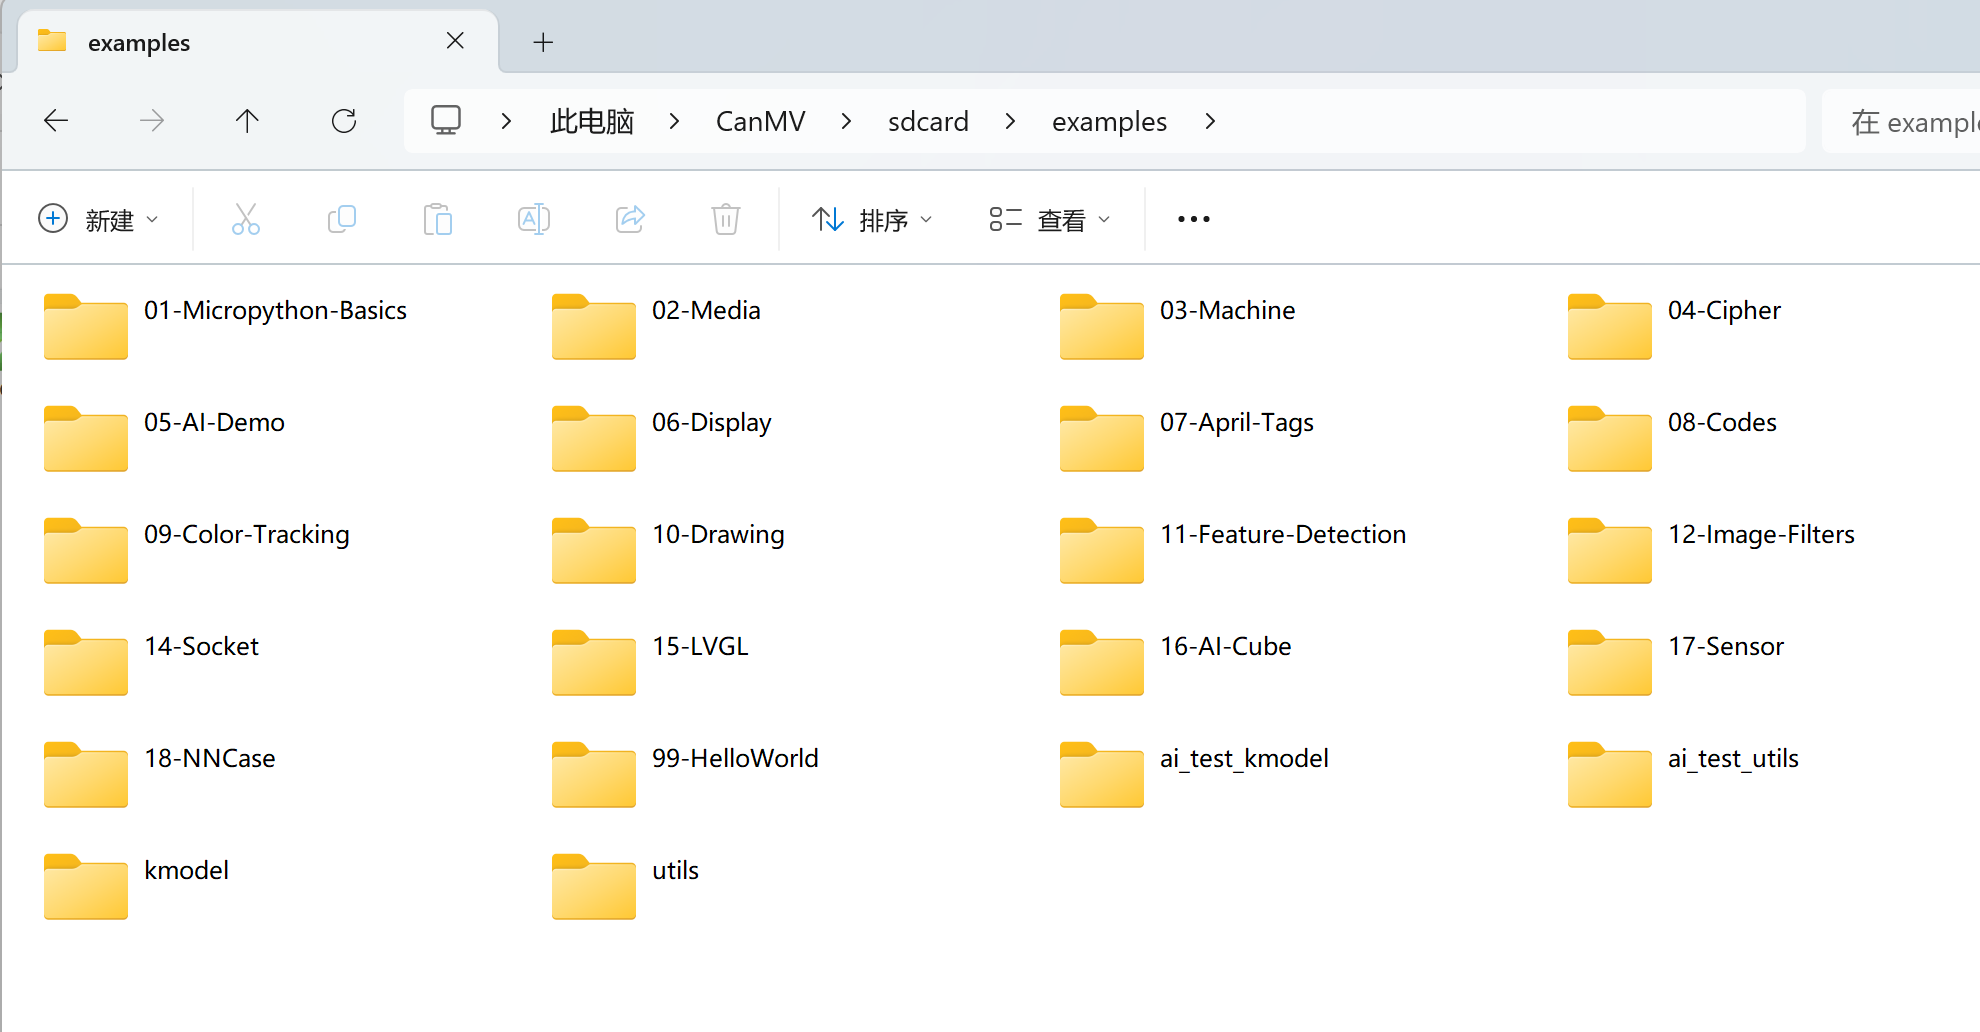 examples
此电脑 CanMV sdcard examples
在 example
新建 排序 查看
01-Micropython-Basics
02-Media
03-Machine
04-Cipher
05-AI-Demo
06-Display
07-April-Tags
08-Codes
09-Color-Tracking
10-Drawing
11-Feature-Detection
12-Image-Filters
14-Socket
15-LVGL
16-AI-Cube
17-Sensor
18-NNCase
99-HelloWorld
ai_test_kmodel
ai_test_utils
kmodel
utils